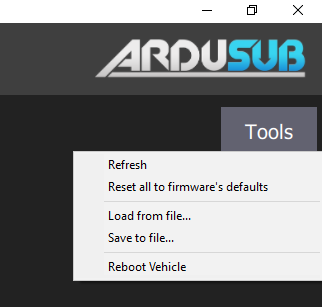 ARDUSUB
Tools
Refresh
Reset all to firmware's defaults
Load from file...
Save to file...
Reboot Vehicle